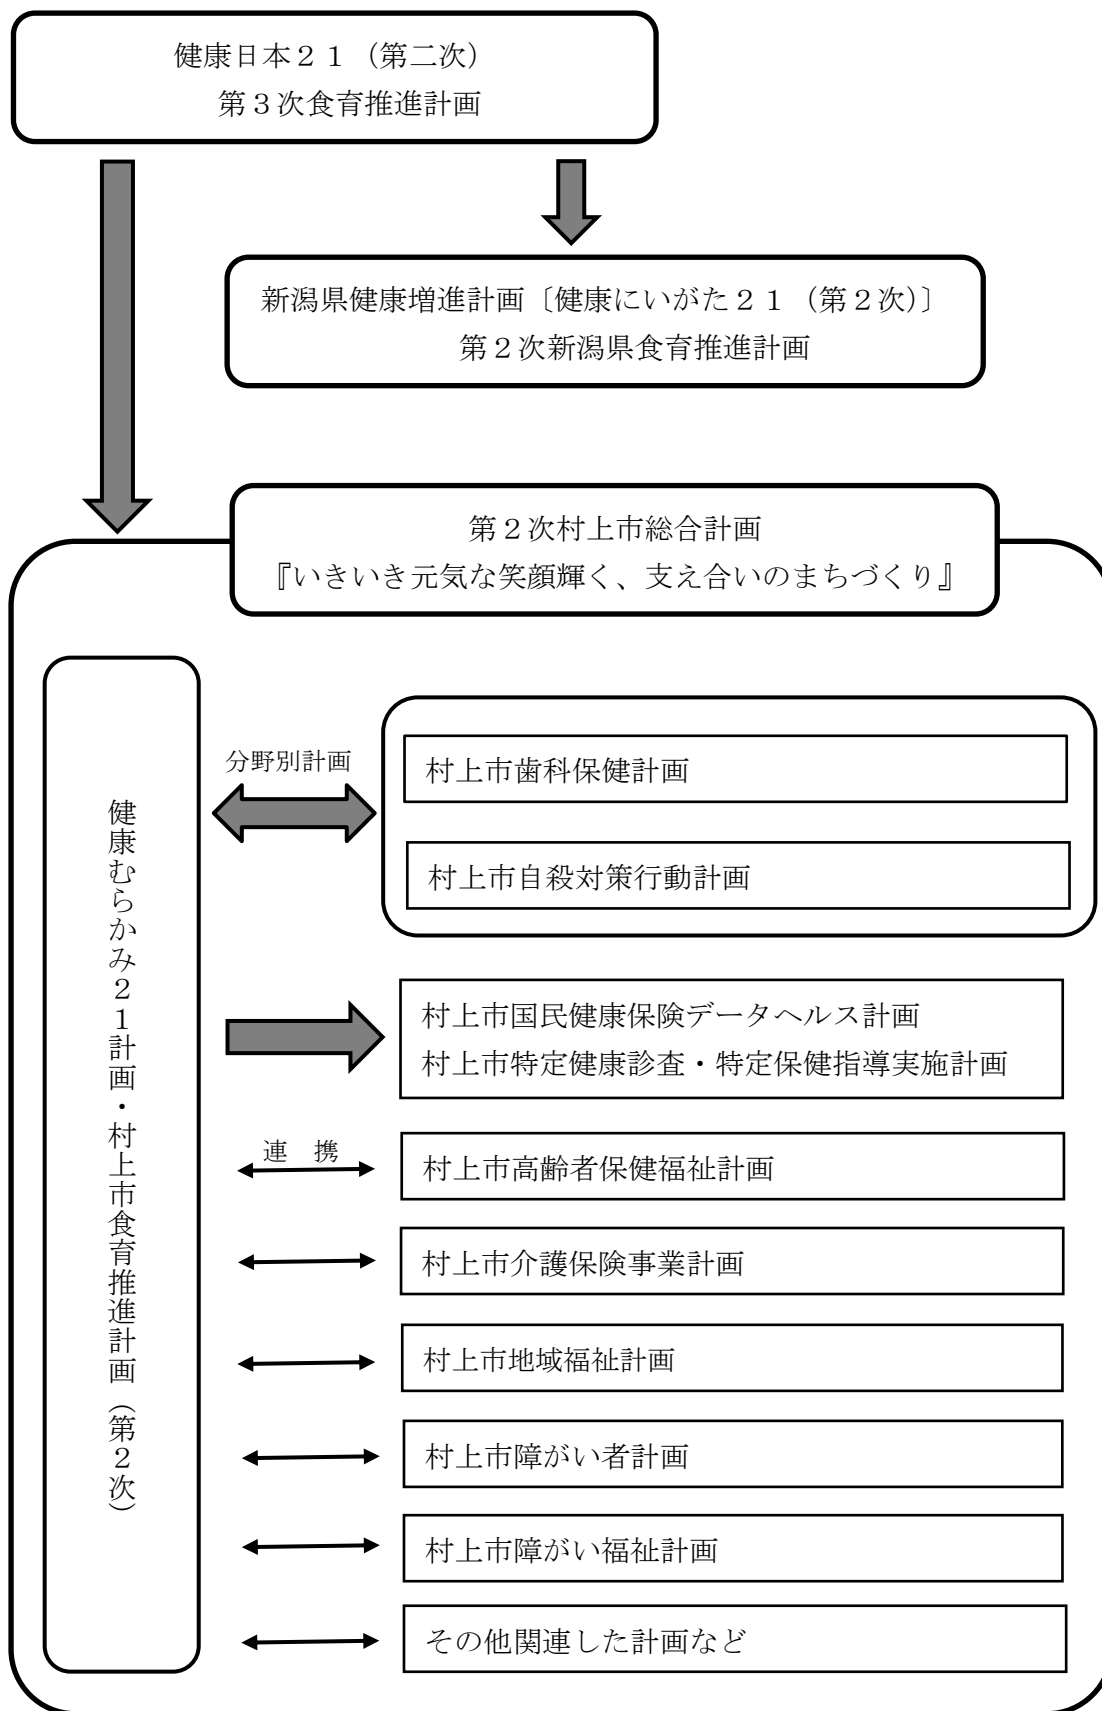 健康日本２１（第二次）
第３次食育推進計画
新潟県健康増進計画〔健康にいがた２１（第２次）〕
第２次新潟県食育推進計画
第２次村上市総合計画
『いきいき元気な笑顔輝く、支え合いのまちづくり』
健康むらかみ２１計画・村上市食育推進計画（第２次）
分野別計画
村上市歯科保健計画
村上市自殺対策行動計画
村上市国民健康保険データヘルス計画
村上市特定健康診査・特定保健指導実施計画
連　携
村上市高齢者保健福祉計画
村上市介護保険事業計画
村上市地域福祉計画
村上市障がい者計画
村上市障がい福祉計画
その他関連した計画など